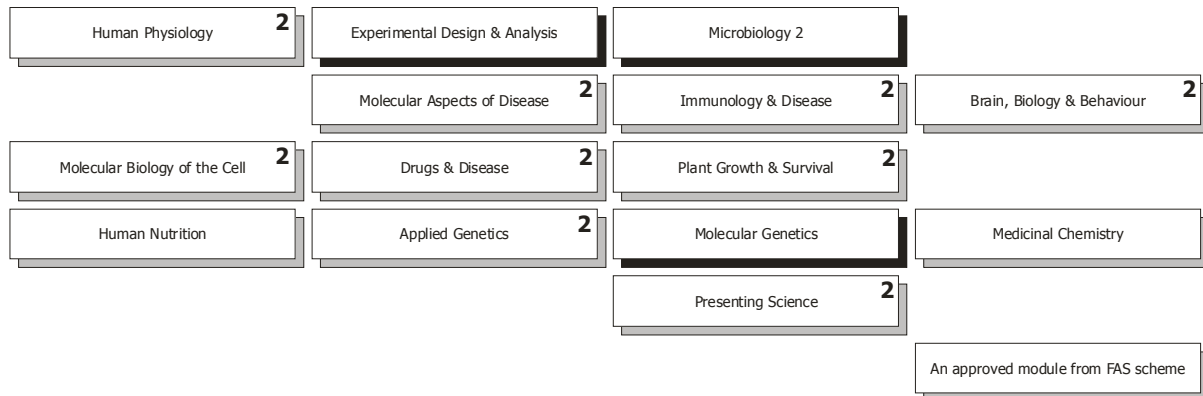 Human Physiology 2
Experimental Design & Analysis
Microbiology 2
Molecular Aspects of Disease 2
Immunology & Disease 2
Brain, Biology & Behaviour 2
Molecular Biology of the Cell 2
Drugs & Disease 2
Plant Growth & Survival 2
Human Nutrition
Applied Genetics 2
Molecular Genetics
Medicinal Chemistry
Presenting Science 2
An approved module from FAS scheme